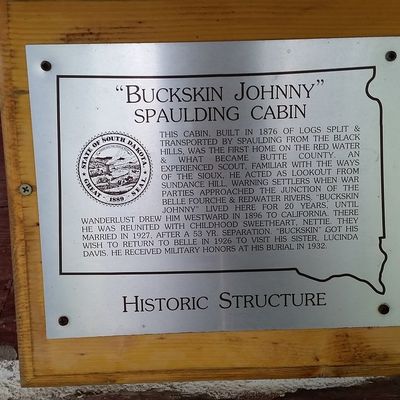 "BUCKSKIN JOHNNY"
SPAULDING CABIN
THIS CABIN, BUILT IN 1876 OF LOGS SPLIT &
TRANSPORTED BY SPAULDING FROM THE BLACK
HILLS, WAS THE FIRST HOME ON THE RED WATER
& WHAT BECAME BUTTE COUNTY. AN
EXPERIENCED SCOUT, FAMILIAR WITH THE WAYS
OF THE SIOUX, HE ACTED AS LOOKOUT FROM
SUNDANCE HILL, WARNING SETTLERS WHEN WAR
PARTIES APPROACHED THE JUNCTION OF THE
BELLE FOURCHE & REDWATER RIVERS. "BUCKSKIN
JOHNNY" LIVED HERE FOR 20 YEARS, UNTIL
WANDERLUST DREW HIM WESTWARD IN 1896 TO CALIFORNIA. THERE
HE WAS REUNITED WITH CHILDHOOD SWEETHEART, NETTIE. THEY
MARRIED IN 1927, AFTER A 53 YR. SEPARATION. "BUCKSKIN" GOT HIS
WISH TO RETURN TO BELLE IN 1926 TO VISIT HIS SISTER, LUCINDA
DAVIS. HE RECEIVED MILITARY HONORS AT HIS BURIAL IN 1932.
STATE OF SOUTH DAKOTA
GREAT SEAL
1889
HISTORIC STRUCTURE